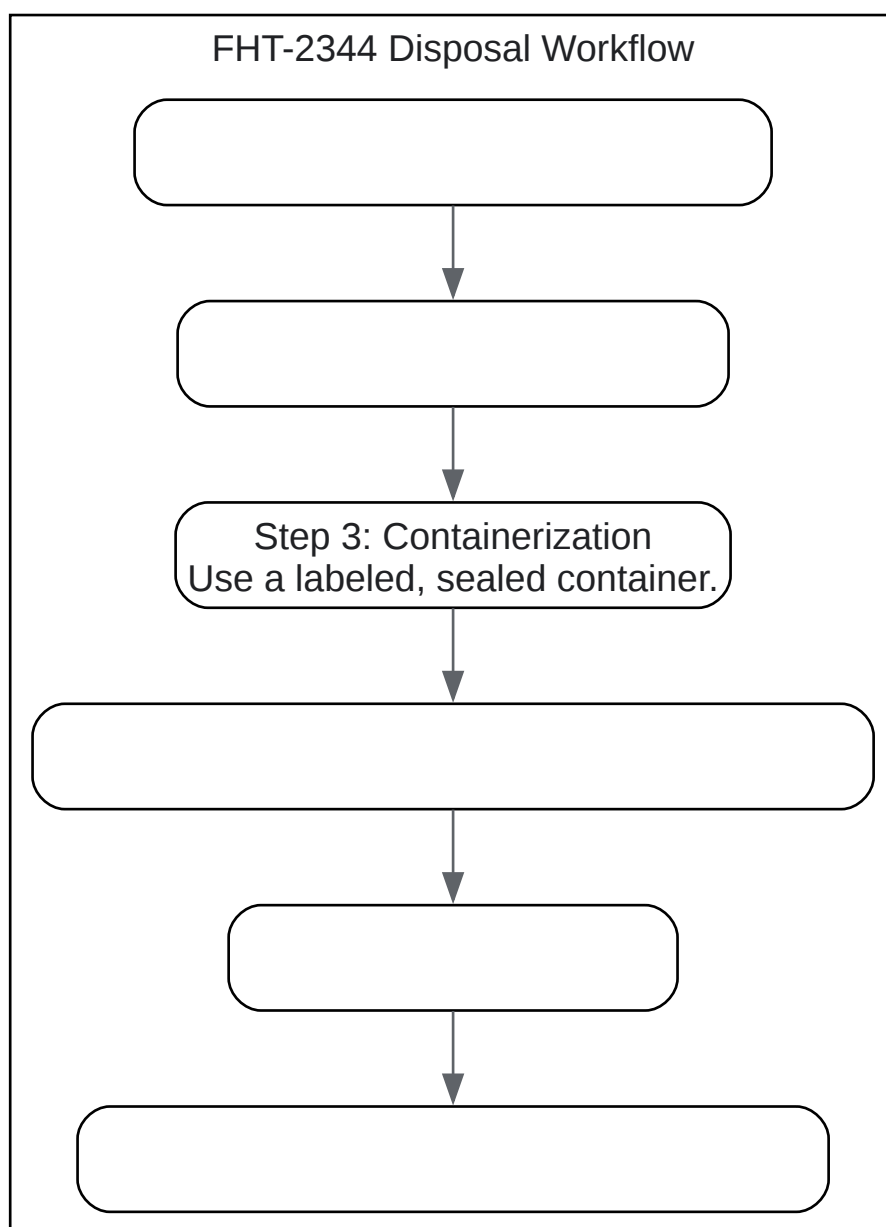 FHT-2344 Disposal Workflow
Step 3: Containerization
Use a labeled, sealed container.